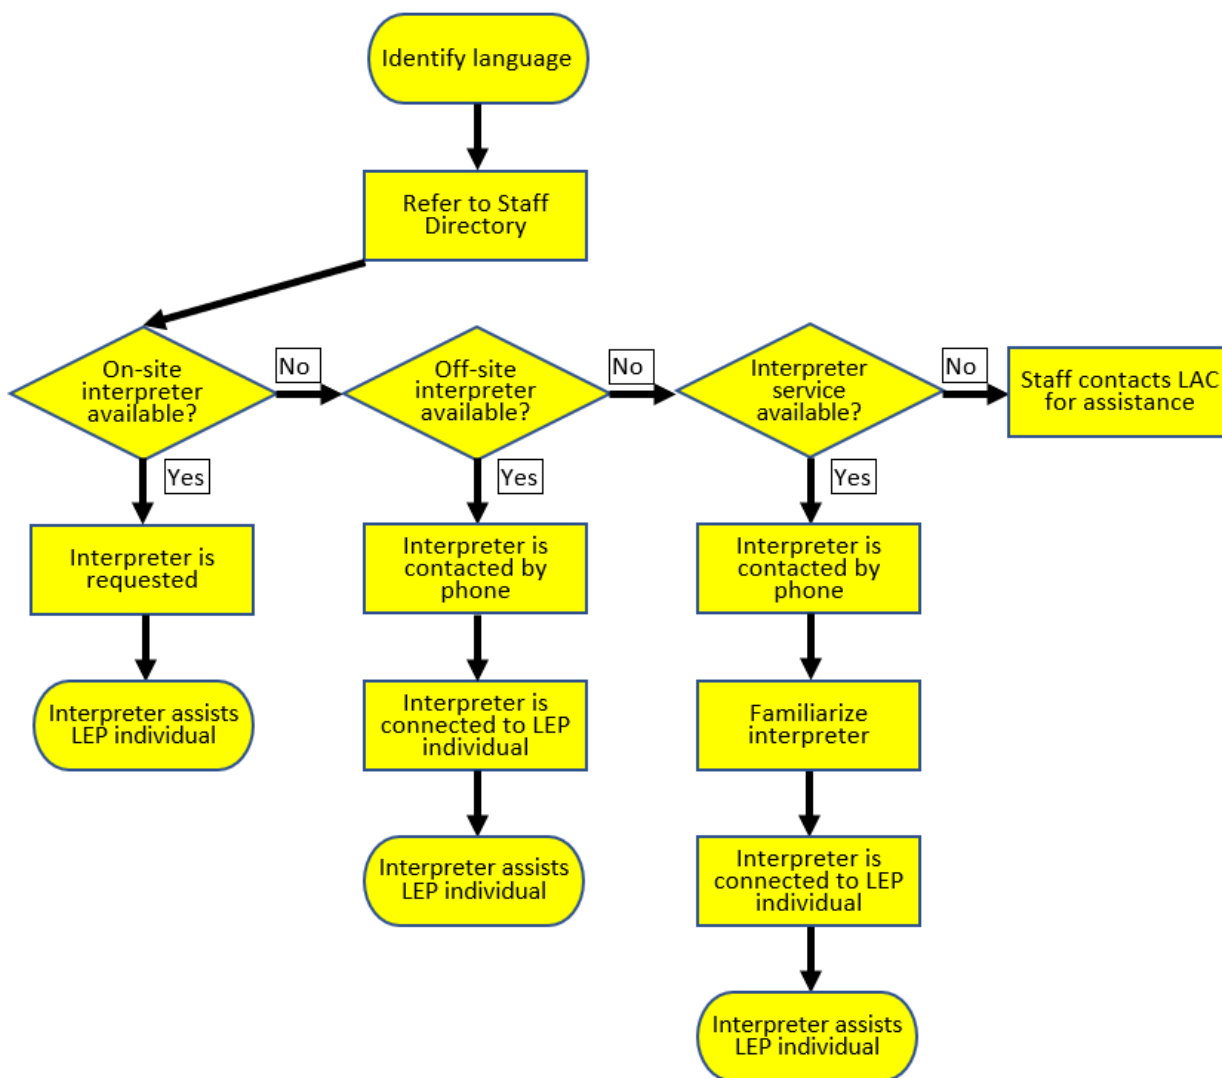 Identify language
Refer to Staff
Directory
On-site
interpreter
available?
No
Off-site
interpreter
available?
No
Interpreter
service
available?
No
Staff contacts LAC
for assistance
Yes
Yes
Yes
Interpreter is
requested
Interpreter is
contacted by
phone
Interpreter is
contacted by
phone
Interpreter assists
LEP individual
Interpreter is
connected to LEP
individual
Familiarize
interpreter
Interpreter assists
LEP individual
Interpreter is
connected to LEP
individual
Interpreter assists
LEP individual